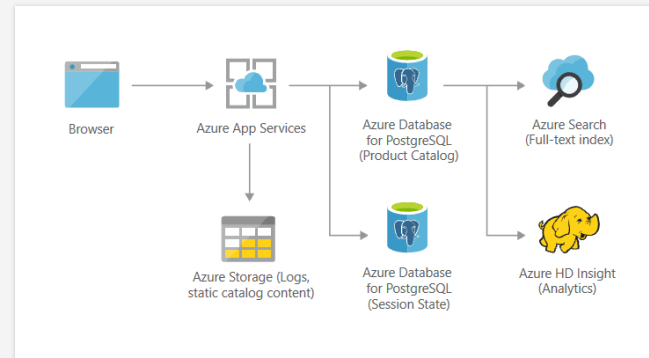 Browser
Azure App Services
Azure Database
for PostgreSQL
(Product Catalog)
Azure Search
(Full-text index)
Azure Storage (Logs,
static catalog content)
Azure Database
for PostgreSQL
(Session State)
Azure HD Insight
(Analytics)